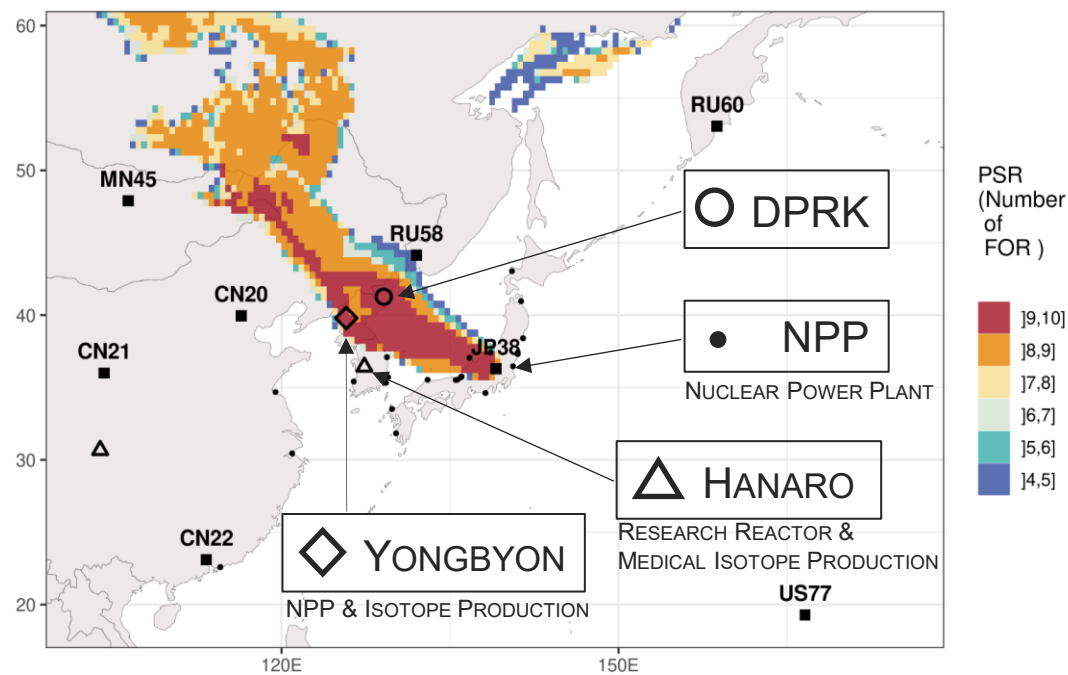 60
50
40
30
20
120E
150E
RU60
MN45
RU58
CN20
CN21
JP38
CN22
US77
DPRK
NPP
NUCLEAR POWER PLANT
HANARO
RESEARCH REACTOR &
MEDICAL ISOTOPE PRODUCTION
YONGBYON
NPP & ISOTOPE PRODUCTION
PSR
(Number
of
FOR )
]9,10]
]8,9]
]7,8]
]6,7]
]5,6]
]4,5]